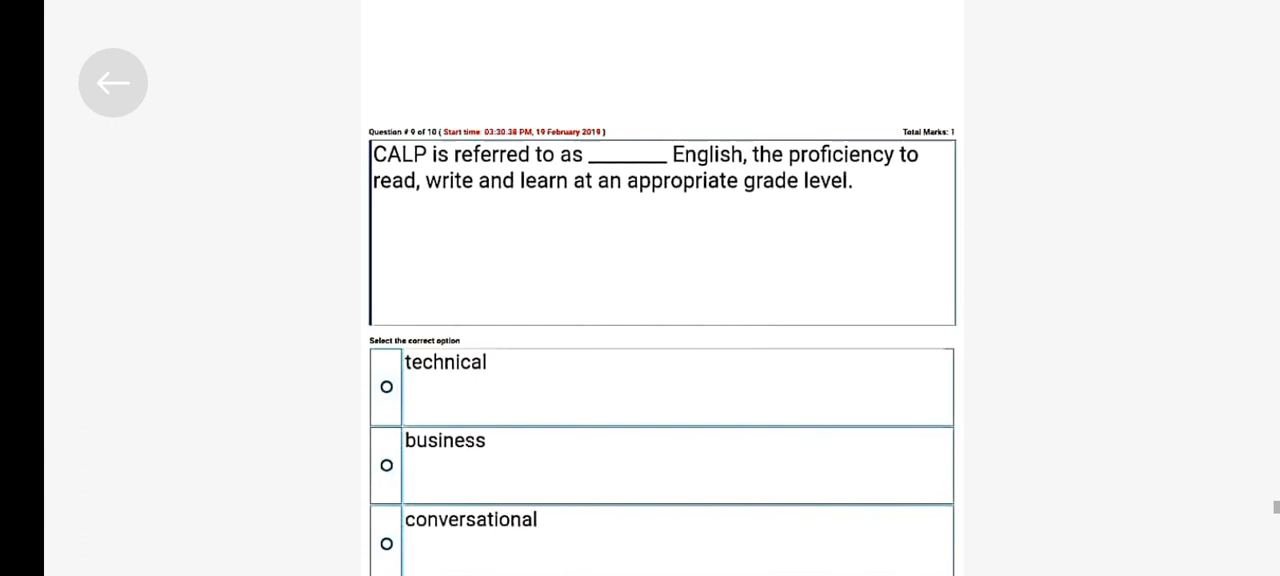 Question # 9 of 10 ( Start time 03:30:38 PM, 19 February 2019 ) Total Marks: 1
CALP is referred to as _______ English, the proficiency to
read, write and learn at an appropriate grade level.
Select the correct option
technical
business
conversational